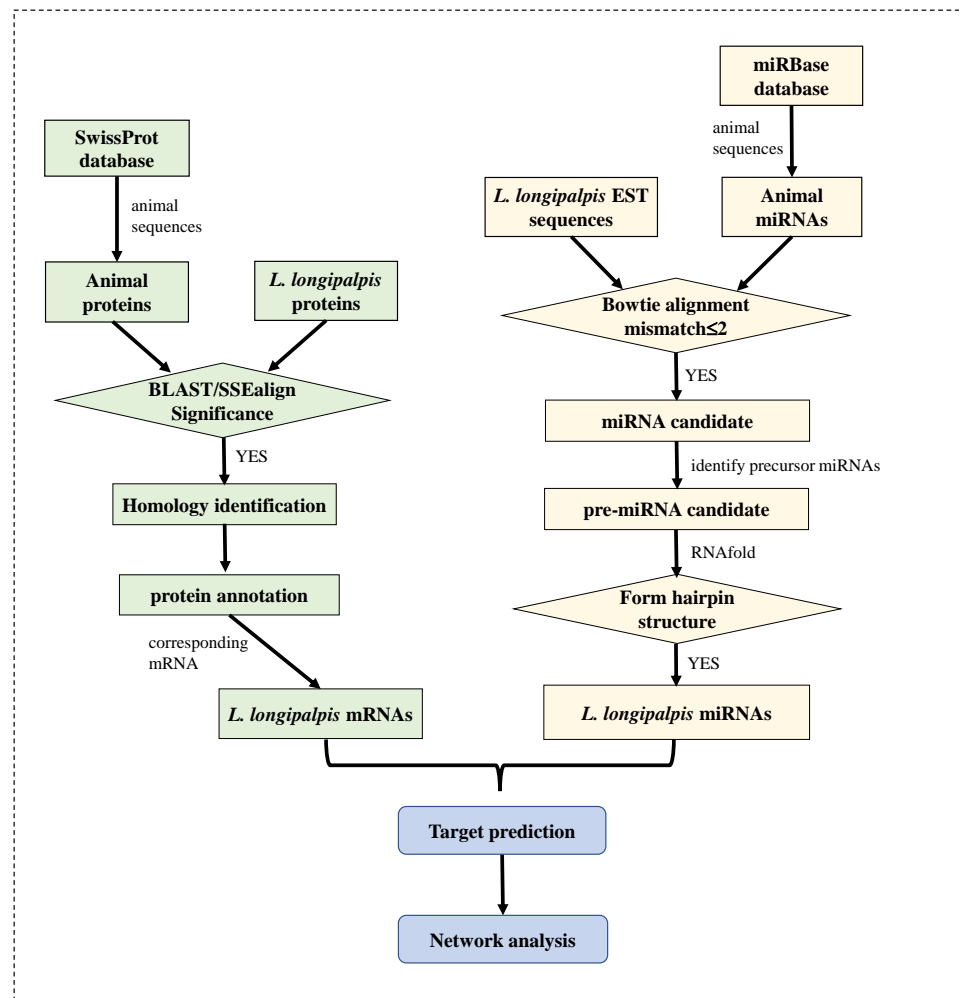 miRBase
database
animal
sequences
SwissProt
database
animal
sequences
L. longipalpis EST
sequences
Animal
miRNAs
Animal
proteins
L. longipalpis
proteins
Bowtie alignment
mismatch≤2
YES
BLAST/SSEalign
Significance
YES
miRNA candidate
identify precursor miRNAs
Homology identification
pre-miRNA candidate
RNAfold
protein annotation
Form hairpin
structure
corresponding
mRNA
YES
L. longipalpis mRNAs
L. longipalpis miRNAs
Target prediction
Network analysis